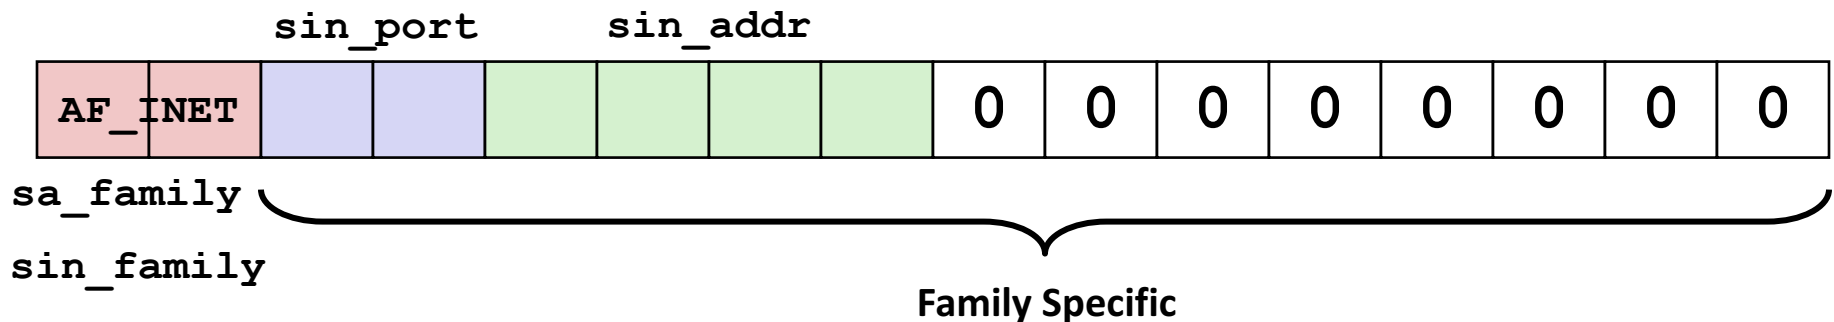 sin_port sin_addr
AF_INET 0 0 0 0 0 0 0 0
sa_family
sin_family
Family Specific